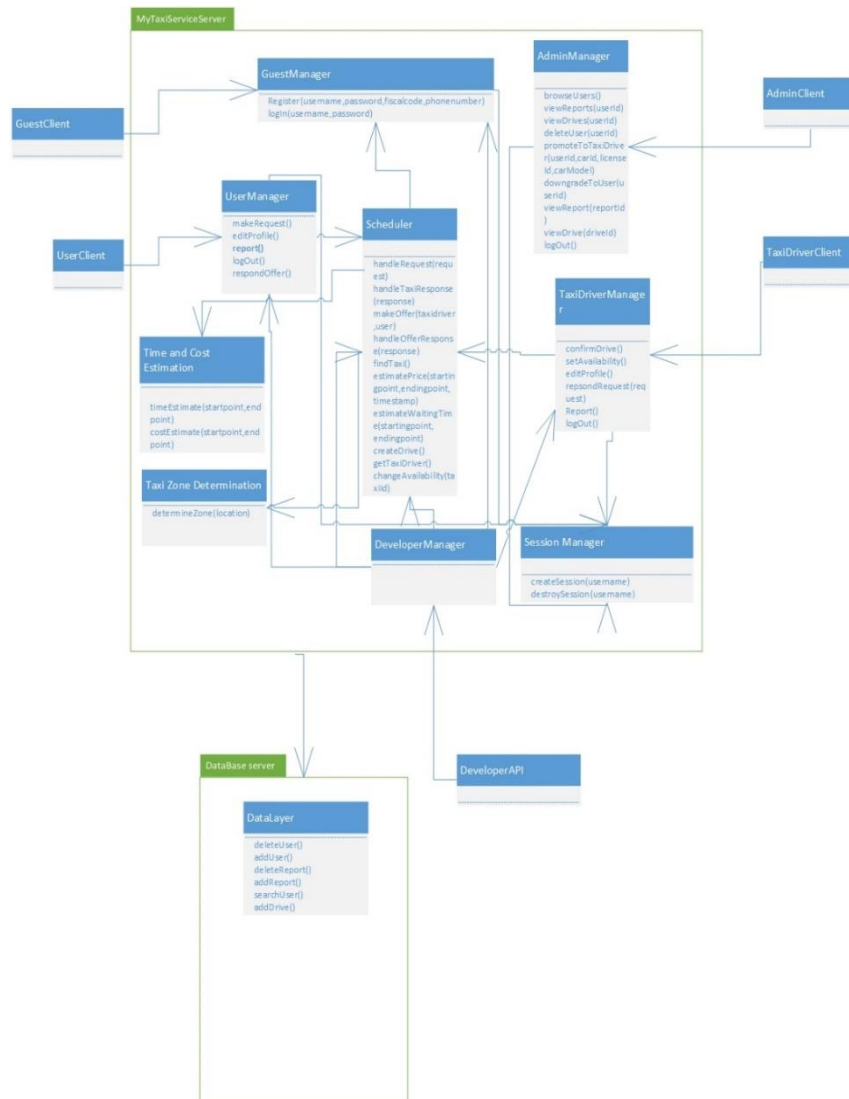 MyTaxiServiceServer
GuestManager
Register(username,password,fiscalcode,phonenumber)
logIn(username,password)
AdminManager
browseUsers()
viewReports(userId)
viewDrives(userId)
deleteUser(userId)
promoteToTaxiDrive
r(userId,carId,license
Id,carModel)
downgradeToUser(u
serId)
viewReport(reportId
)
viewDrive(driveId)
logOut()
AdminClient
GuestClient
UserManager
makeRequest()
editProfile()
report()
logOut()
respondOffer()
UserClient
Scheduler
handleRequest(req
uest)
handleTaxiResponse
(response)
makeOffer(taxidriver
,user)
handleOfferRespon
se(response)
findTaxi()
estimatePrice(startin
gpoint,endingpoint,
timestamp)
estimateWaitingTim
e(startingpoint,
endingpoint)
createDrive()
getTaxiDriver()
changeAvailability(ta
xiId)
TaxiDriverClient
TaxiDriverManage
r
confirmDrive()
setAvailability()
editProfile()
repsondRequest(req
uest)
Report()
logOut()
Time and Cost
Estimation
timeEstimate(startpoint,end
point)
costEstimate(startpoint,end
point)
Taxi Zone Determination
determineZone(location)
DeveloperManager
Session Manager
createSession(username)
destroySession(username)
DataBase server
DeveloperAPI
DataLayer
deleteUser()
addUser()
deleteReport()
addReport()
searchUser()
addDrive()